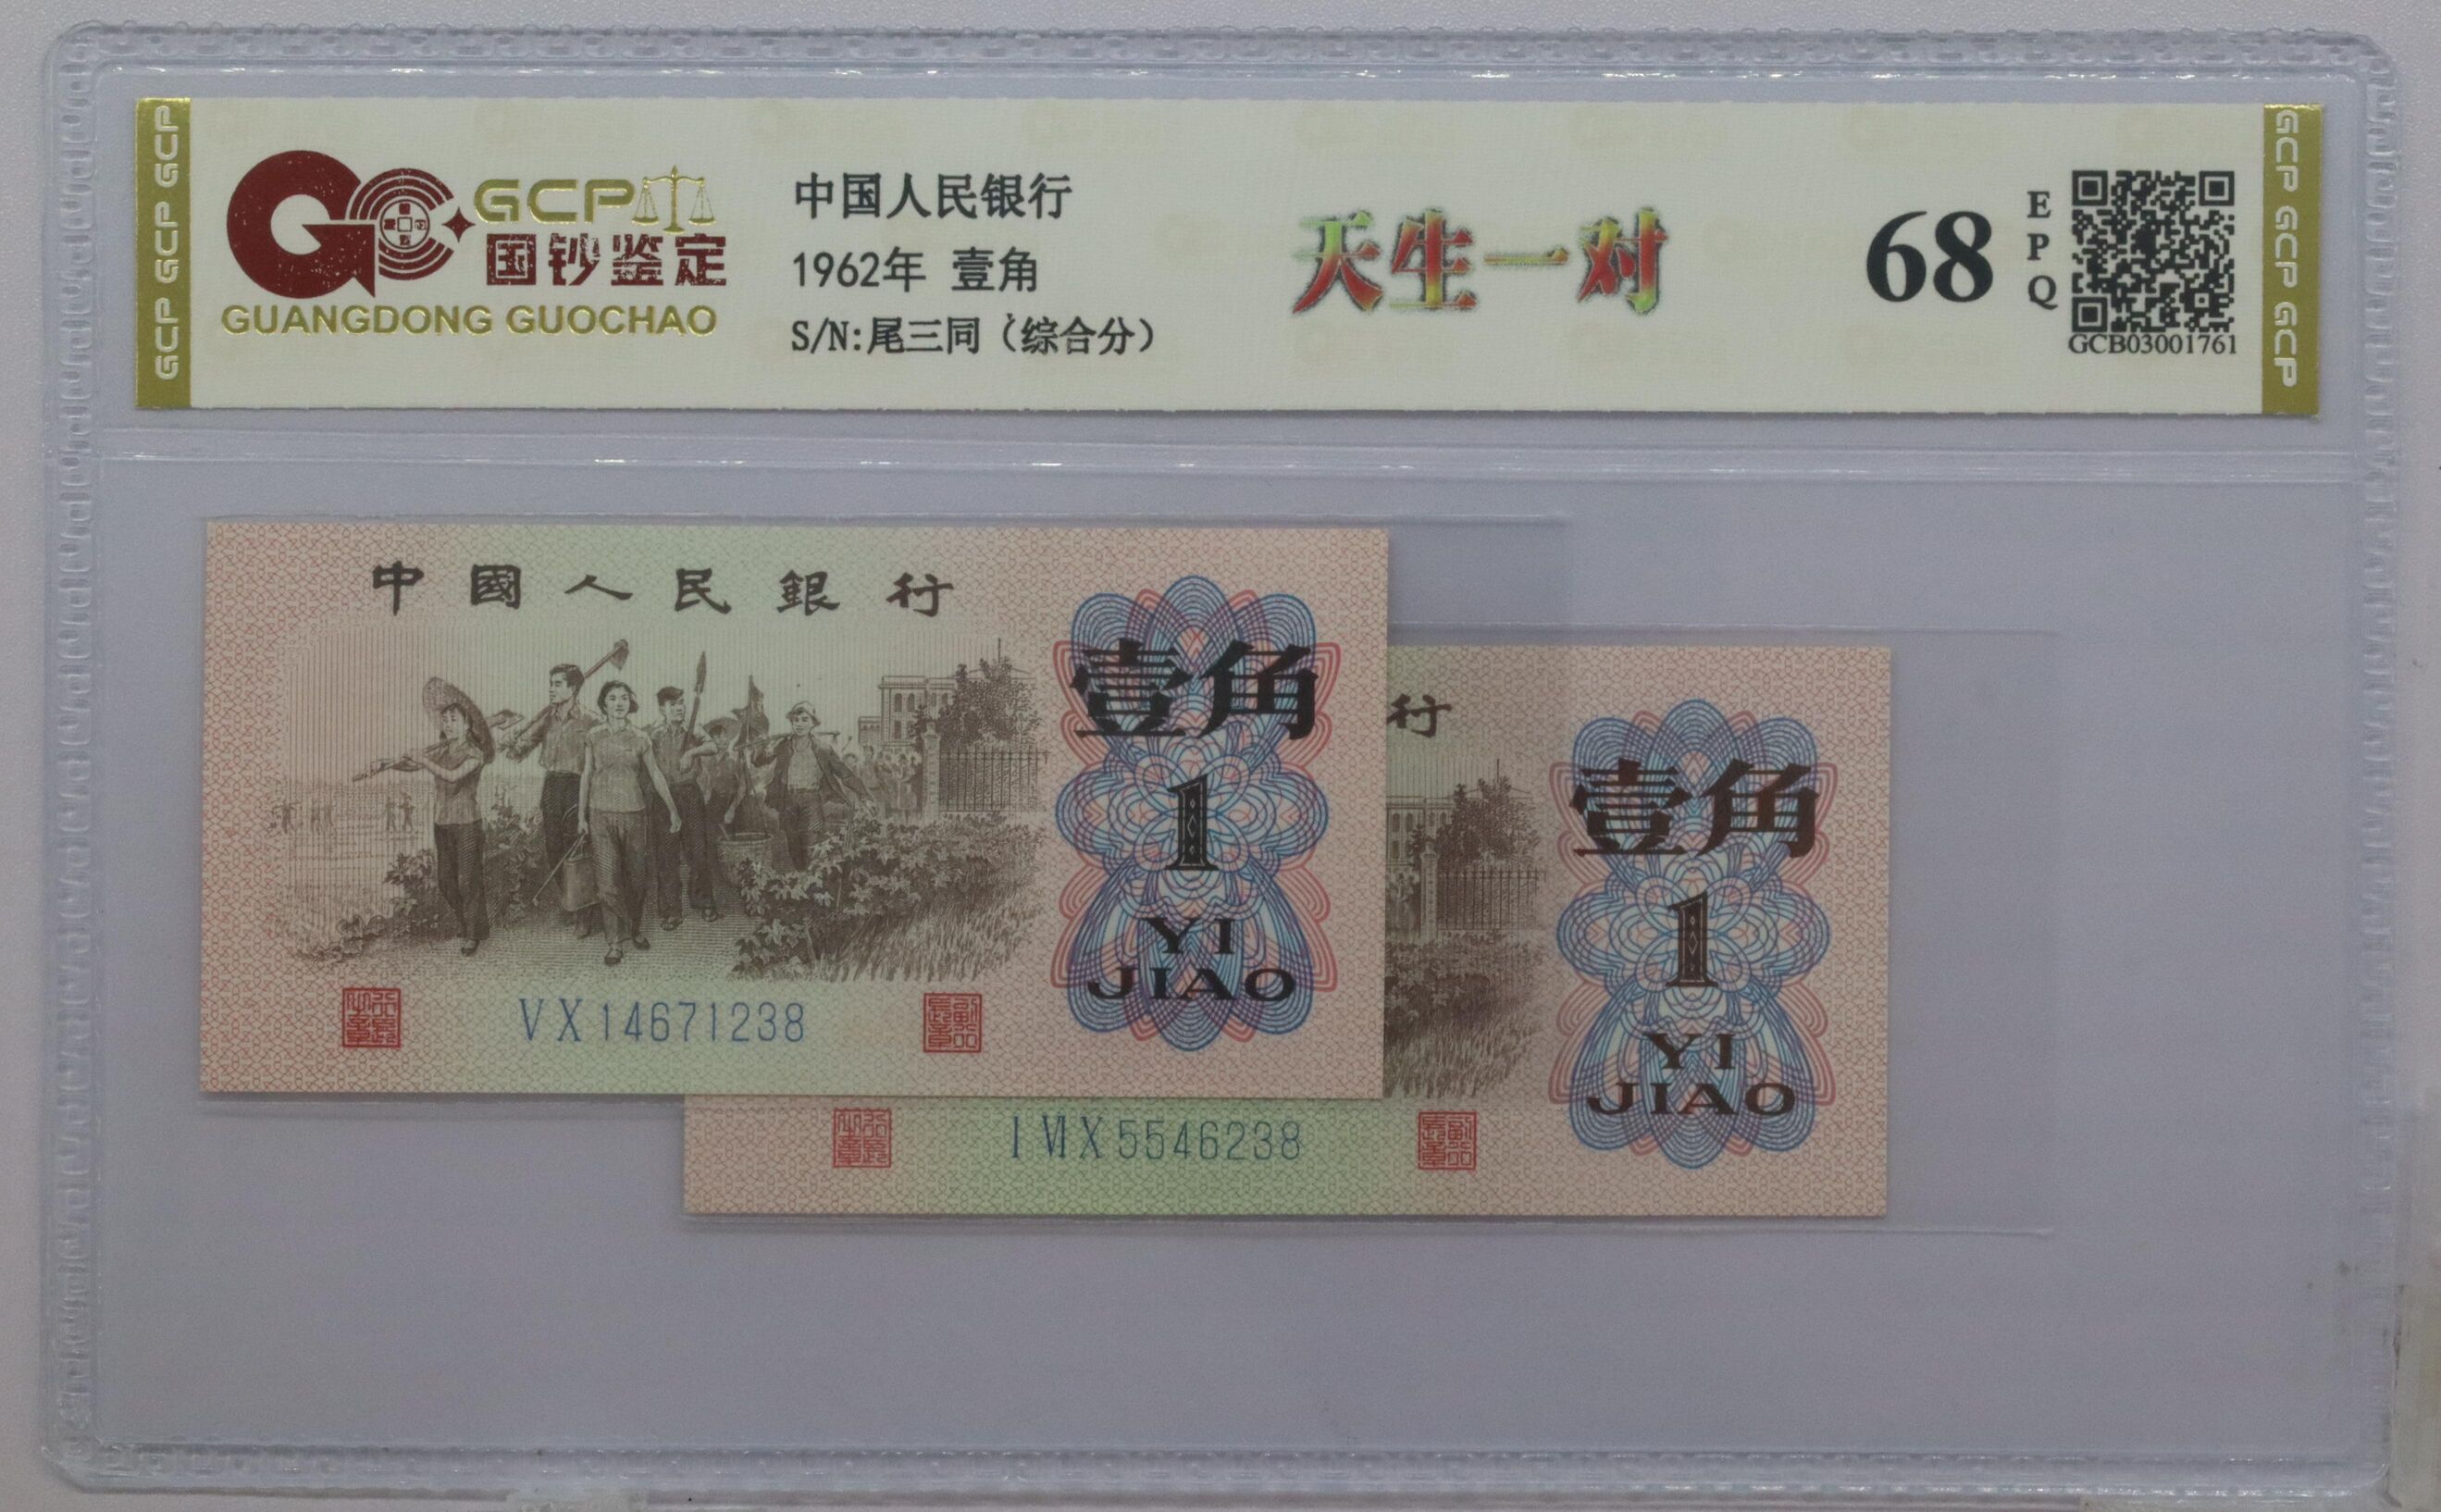 GCP GCP GCP
GCP
国钞鉴定
GUANGDONG GUOCHAO
中国人民银行
1962年 壹角
S/N:尾三同（综合分）
天生一对
68
EPQ
GCB03001761
GCP GCP GCP
中國人民銀行
壹角
1
YI
JIAO
VX14671238
行
壹角
1
YI
JIAO
I VI X 5546238